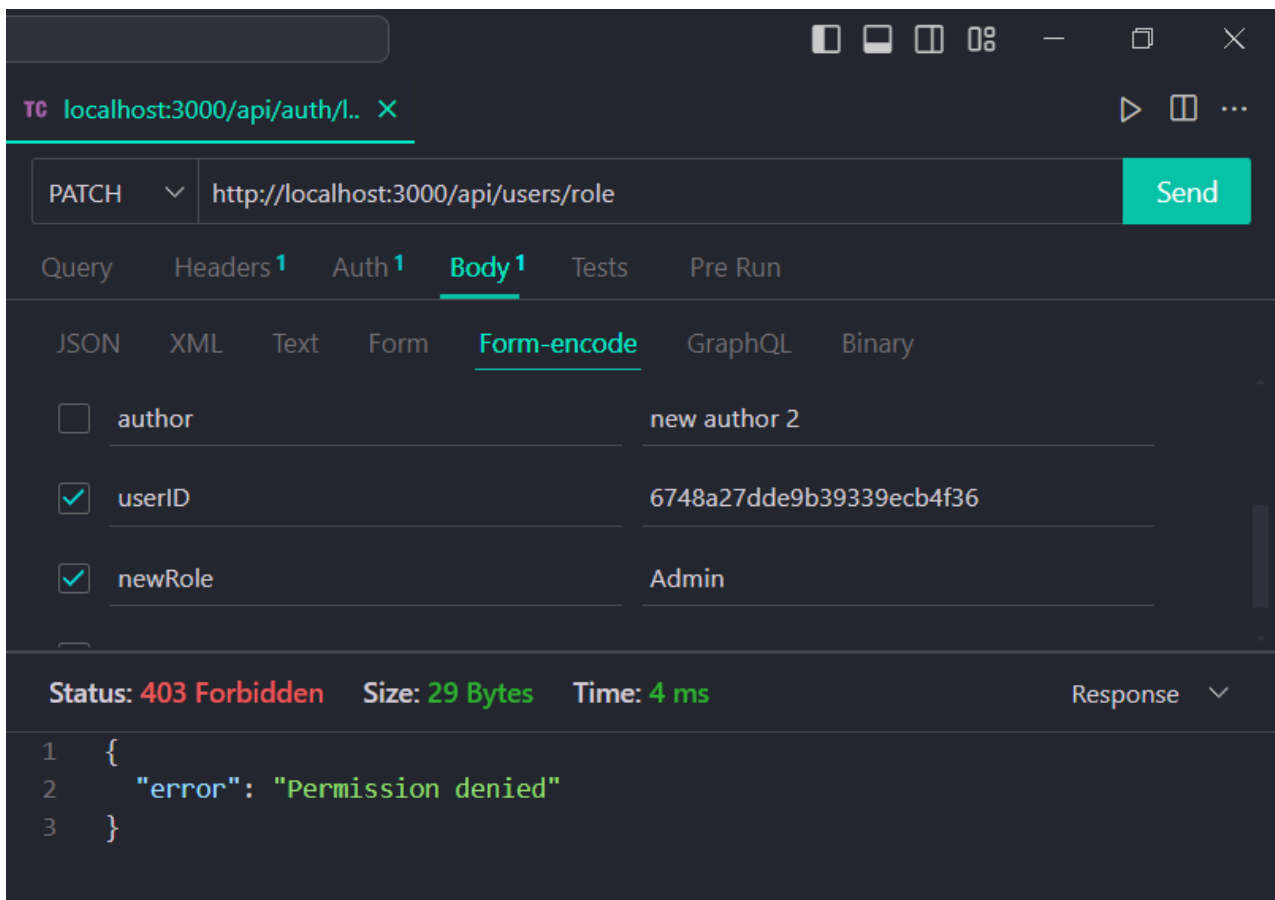 TC localhost:3000/api/auth/l..
PATCH http://localhost:3000/api/users/role Send
Query Headers 1 Auth 1 Body 1 Tests Pre Run
JSON XML Text Form Form-encode GraphQL Binary
author new author 2
userID 6748a27dde9b39339ecb4f36
newRole Admin
Status: 403 Forbidden Size: 29 Bytes Time: 4 ms Response
1 {
2 "error": "Permission denied"
3 }